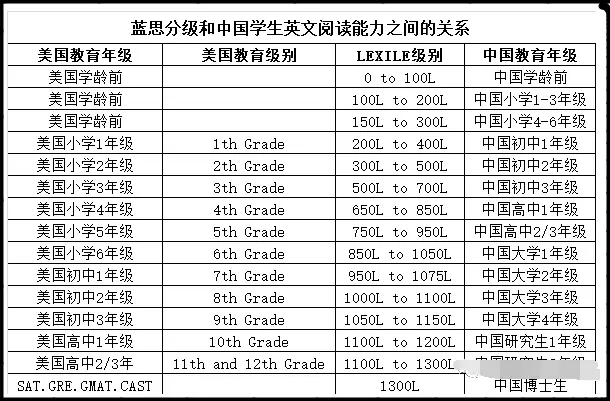 蓝思分级和中国学生英文阅读能力之间的关系
美国教育年级 美国教育级别 LEXILE级别 中国教育年级
美国学龄前 0 to 100L 中国学龄前
美国学龄前 100L to 200L 中国小学1-3年级
美国学龄前 150L to 300L 中国小学4-6年级
美国小学1年级 1th Grade 200L to 400L 中国初中1年级
美国小学2年级 2th Grade 300L to 500L 中国初中2年级
美国小学3年级 3th Grade 500L to 700L 中国初中3年级
美国小学4年级 4th Grade 650L to 850L 中国高中1年级
美国小学5年级 5th Grade 750L to 950L 中国高中2/3年级
美国小学6年级 6th Grade 850L to 1050L 中国大学1年级
美国初中1年级 7th Grade 950L to 1075L 中国大学2年级
美国初中2年级 8th Grade 1000L to 1100L 中国大学3年级
美国初中3年级 9th Grade 1050L to 1150L 中国大学4年级
美国高中1年级 10th Grade 1100L to 1200L 中国研究生1年级
美国高中2/3年 11th and 12th Grade 1100L to 1300L
SAT.GRE.GMAT.CAST 1300L 中国博士生